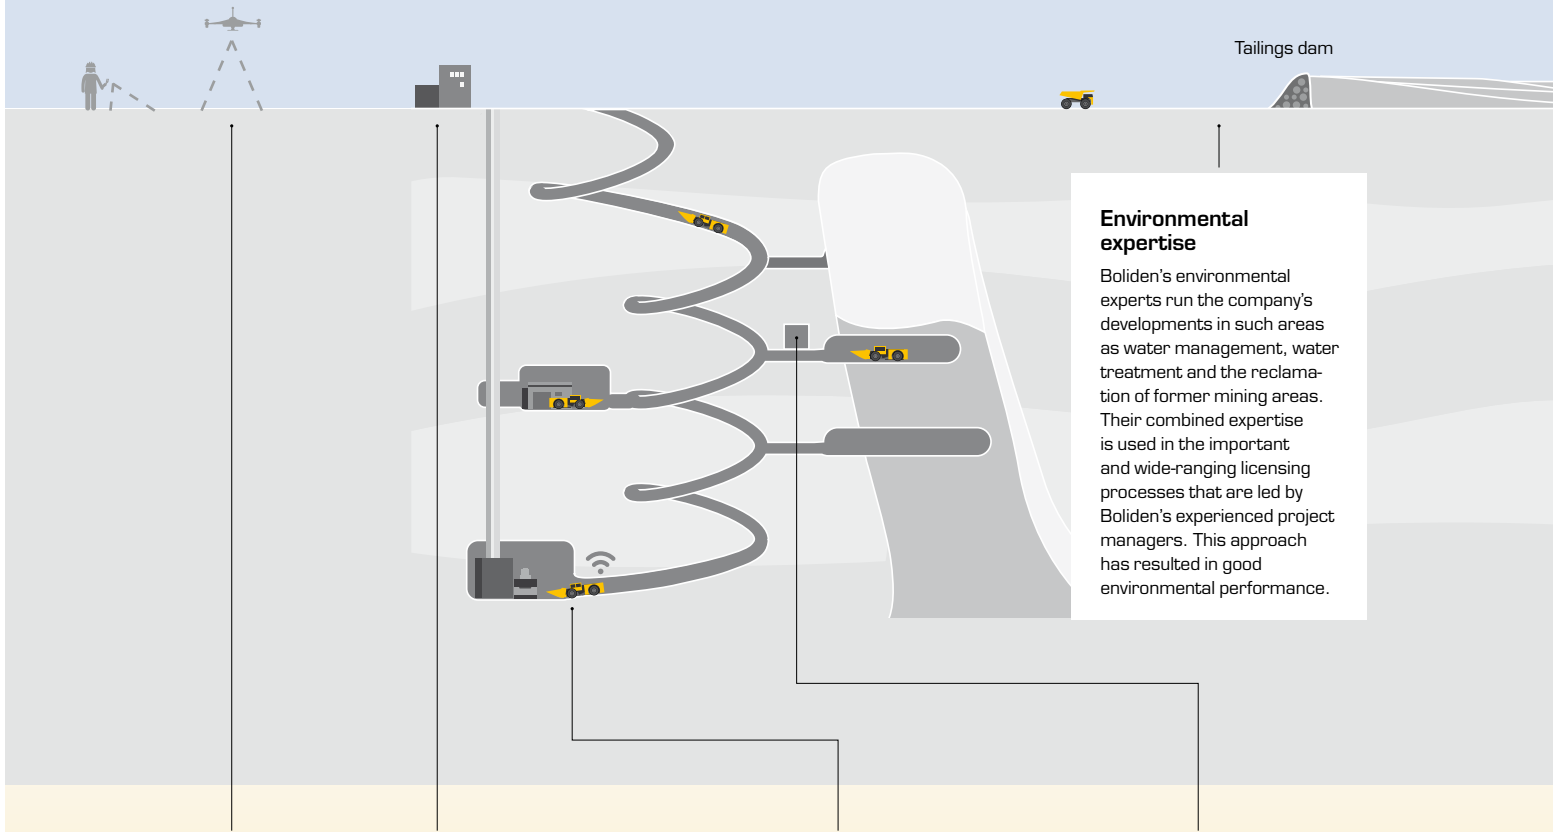 Tailings dam
Environmental
expertise
Boliden’s environmental
experts run the company’s
developments in such areas
as water management, water
treatment and the reclama-
tion of former mining areas.
Their combined expertise
is used in the important
and wide-ranging licensing
processes that are led by
Boliden’s experienced project
managers. This approach
has resulted in good
environmental performance.